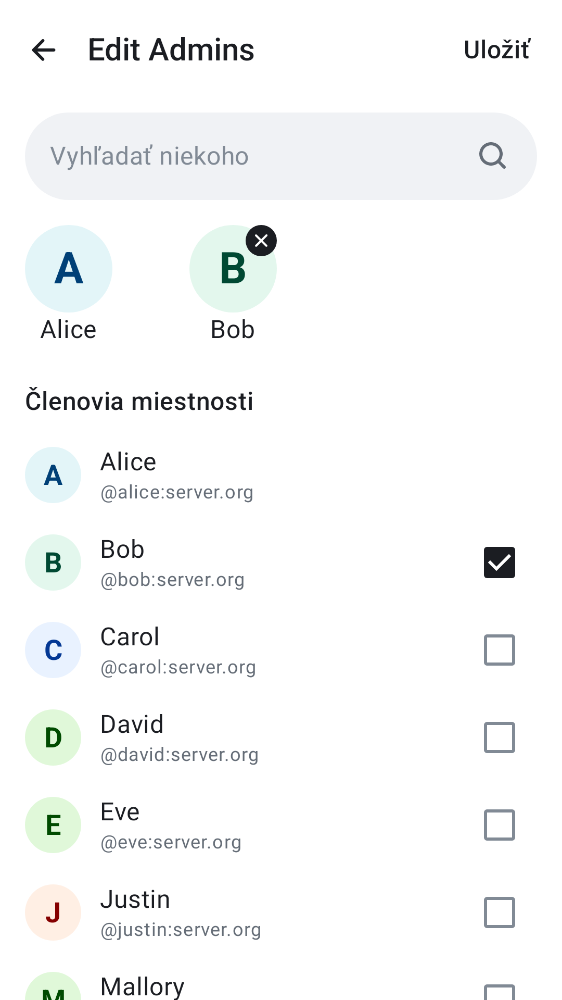 Edit Admins
Uložiť
Vyhľadať niekoho
A
B
Alice
Bob
Členovia miestnosti
A
Alice
@alice:server.org
B
Bob
@bob:server.org
C
Carol
@carol:server.org
D
David
@david:server.org
E
Eve
@eve:server.org
J
Justin
@justin:server.org
M
Mallory